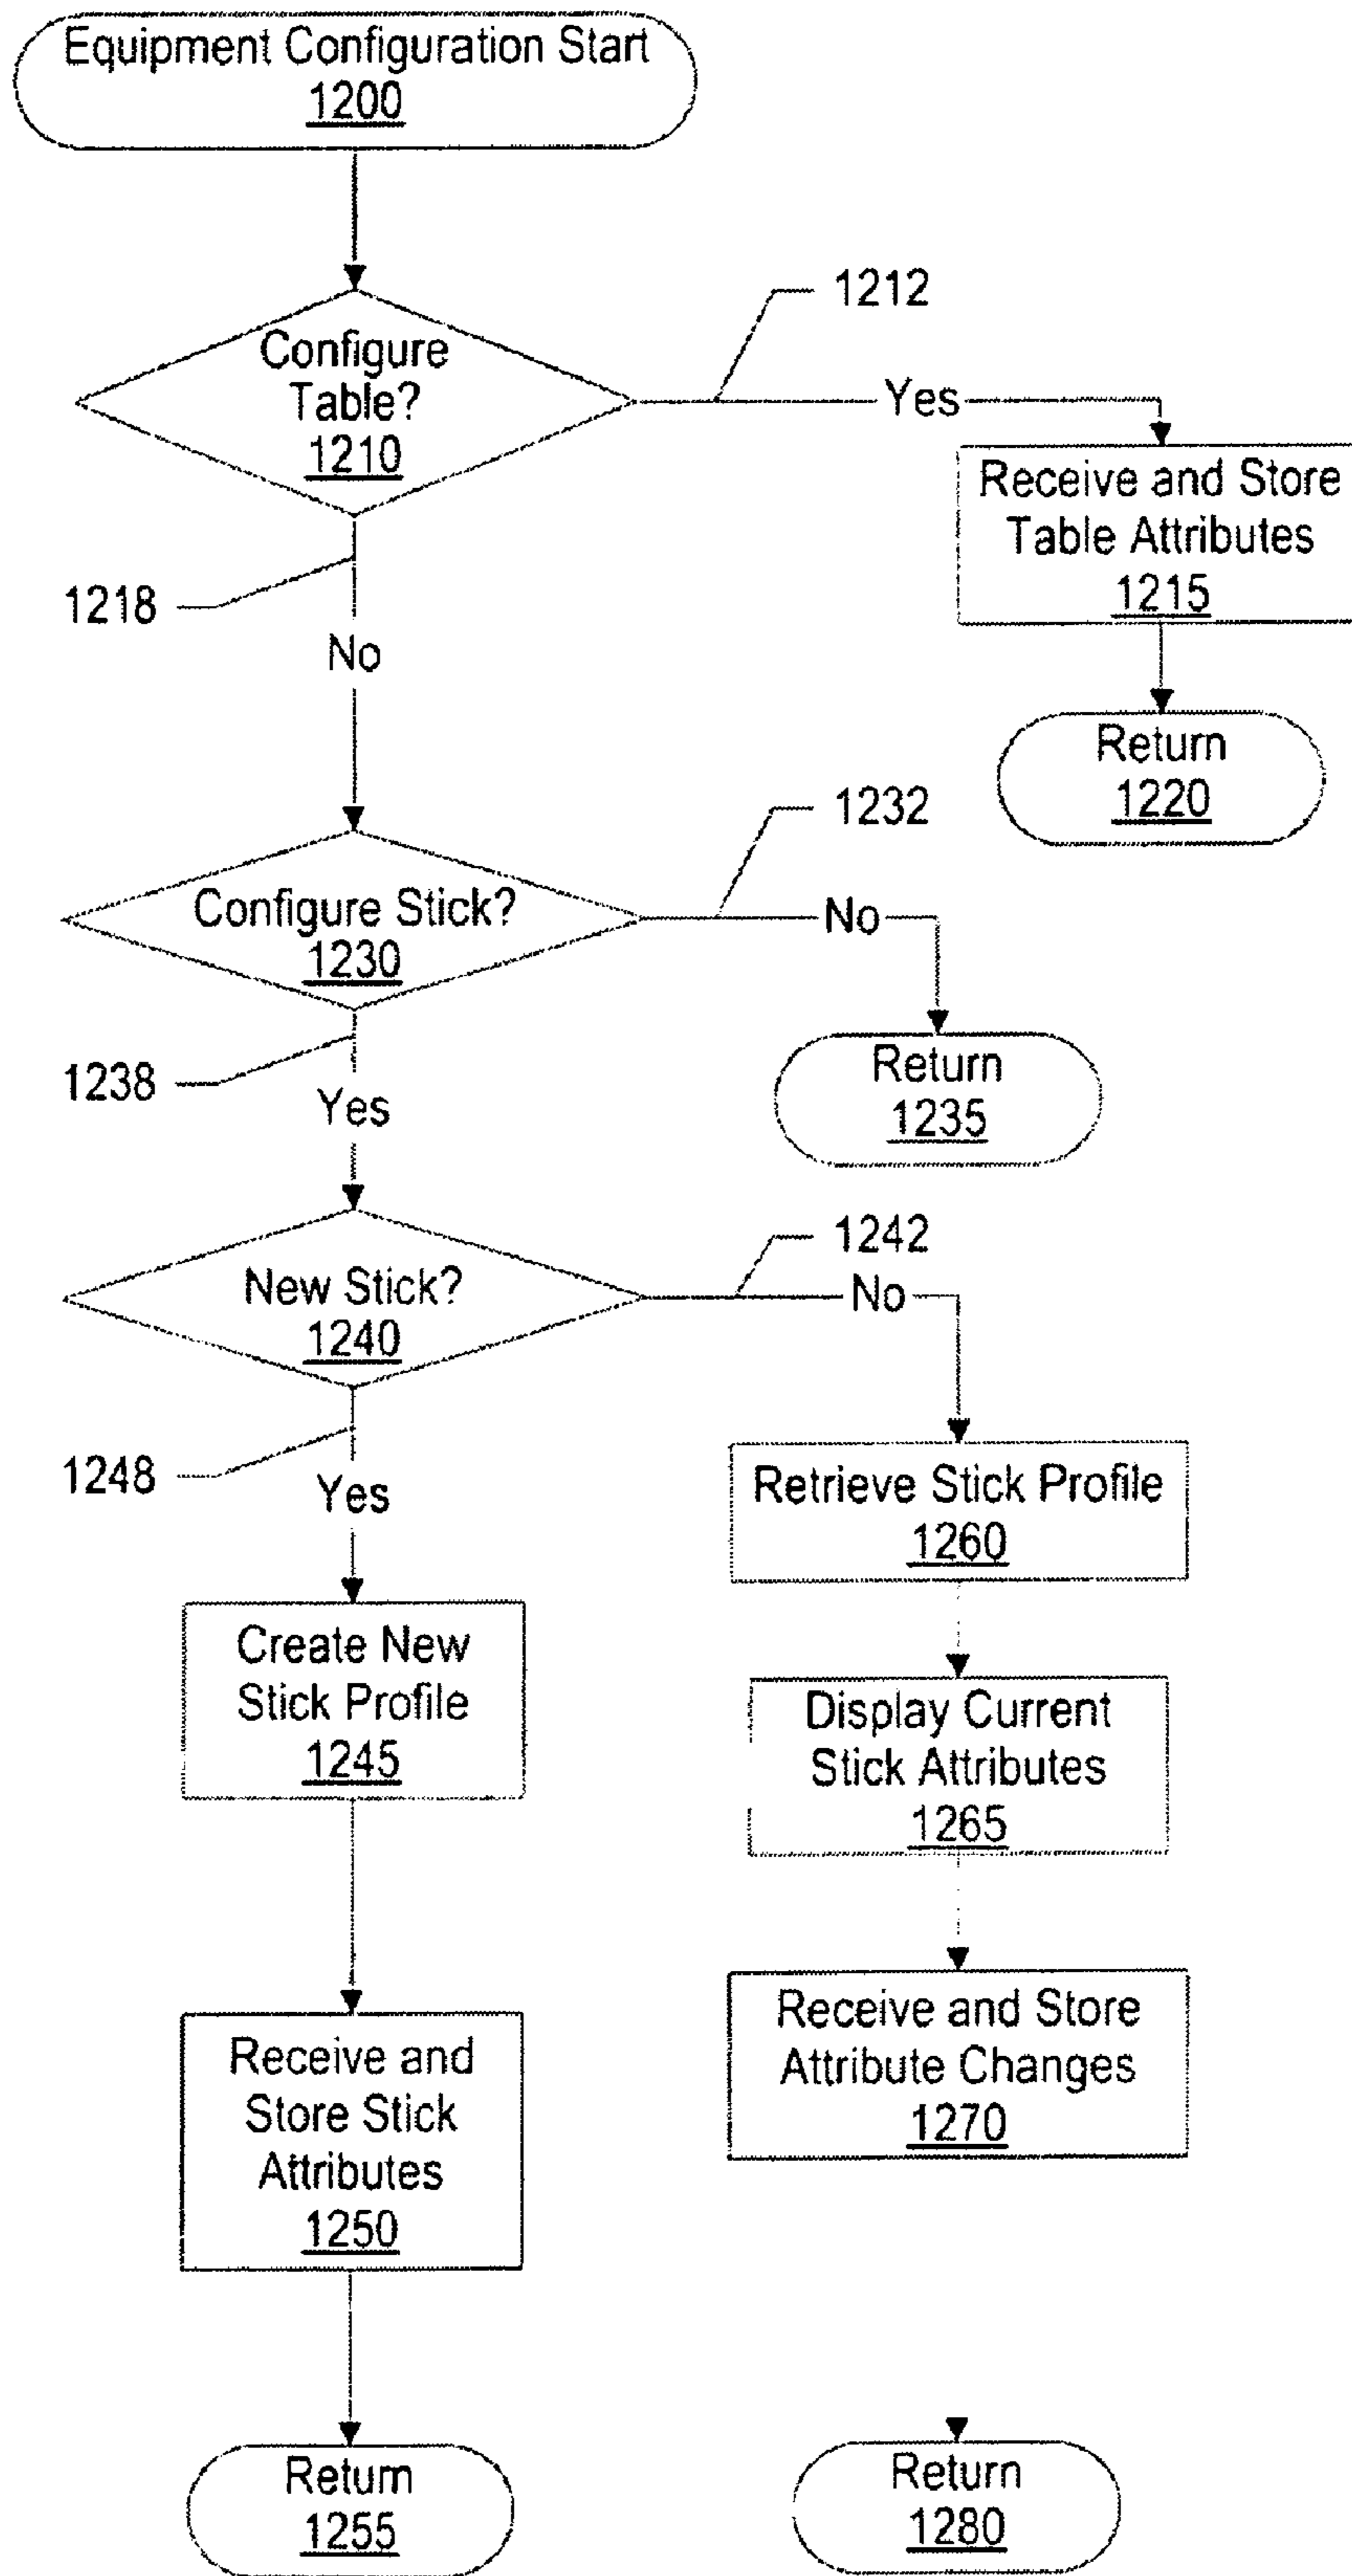 Equipment Configuration Start
1200
1212
Configure
Table?
1210
Yes
Receive and Store
Table Attributes
1215
1218
No
Return
1220
1232
Configure Stick?
1230
No
1238
Yes
Return
1235
1242
New Stick?
1240
No
1248
Yes
Retrieve Stick Profile
1260
Create New
Stick Profile
1245
Display Current
Stick Attributes
1265
Receive and
Store Stick
Attributes
1250
Receive and Store
Attribute Changes
1270
Return
1255
Return
1280